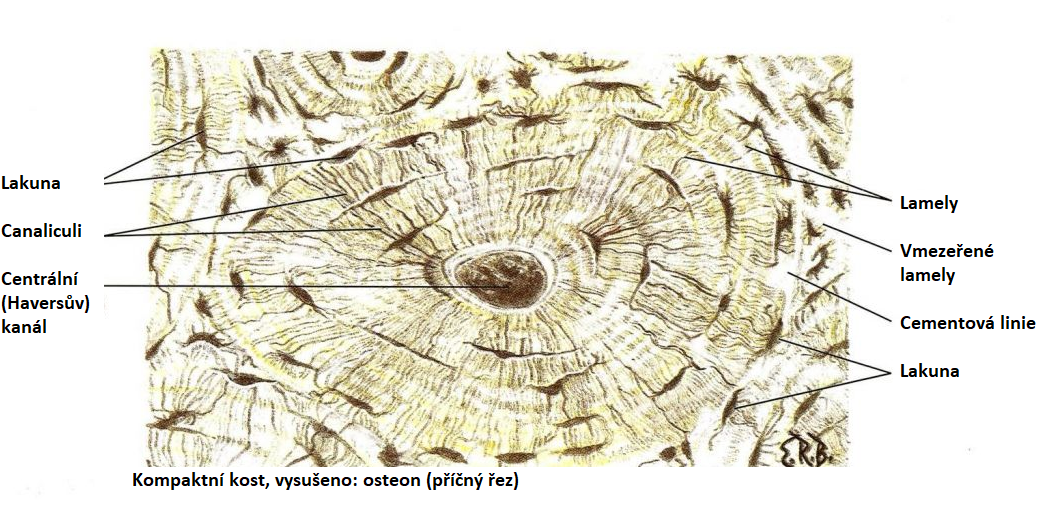 Lakuna
Canaliculi
Centrální
(Haversův)
kanál
Lamely
Vmezeřené
lamely
Cementová linie
Lakuna
E.R.B.
Kompaktní kost, vysušeno: osteon (příčný řez)